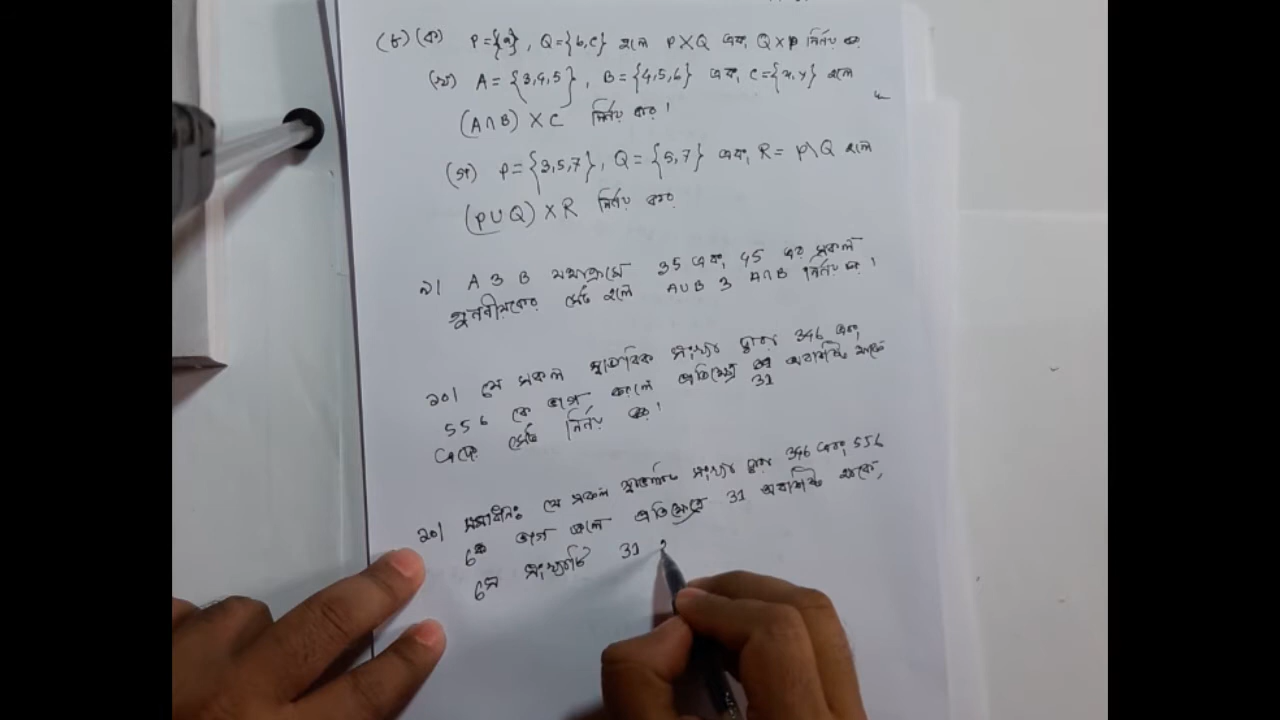 (৮) (ক) P={a}, Q={b,c} হলে P×Q এবং Q×P নির্ণয় কর
(খ) A={3,4,5}, B={4,5,6} এবং C={x,y} হলে
(A∩B)×C নির্ণয় কর।
(গ) P={3,5,7}, Q={5,7} এবং R=P\Q হলে
(P∪Q)×R নির্ণয় কর
৯। A ও B যথাক্রমে 35 এবং 45 এর সকল
গুননীয়কের সেট হলে A∪B ও A∩B নির্ণয় কর।
১০। যে সকল স্বাভাবিক সংখ্যা দ্বারা 346 এবং
556 কে ভাগ করলে প্রতিক্ষেত্রে 31 অবশিষ্ট থাকে
এদের সেট নির্ণয় কর।
১০। সমাধানঃ যে সকল স্বাভাবিক সংখ্যা দ্বারা 346 এবং 556
কে ভাগ করলে প্রতিক্ষেত্রে 31 অবশিষ্ট থাকে,
সে সংখ্যাটি 31